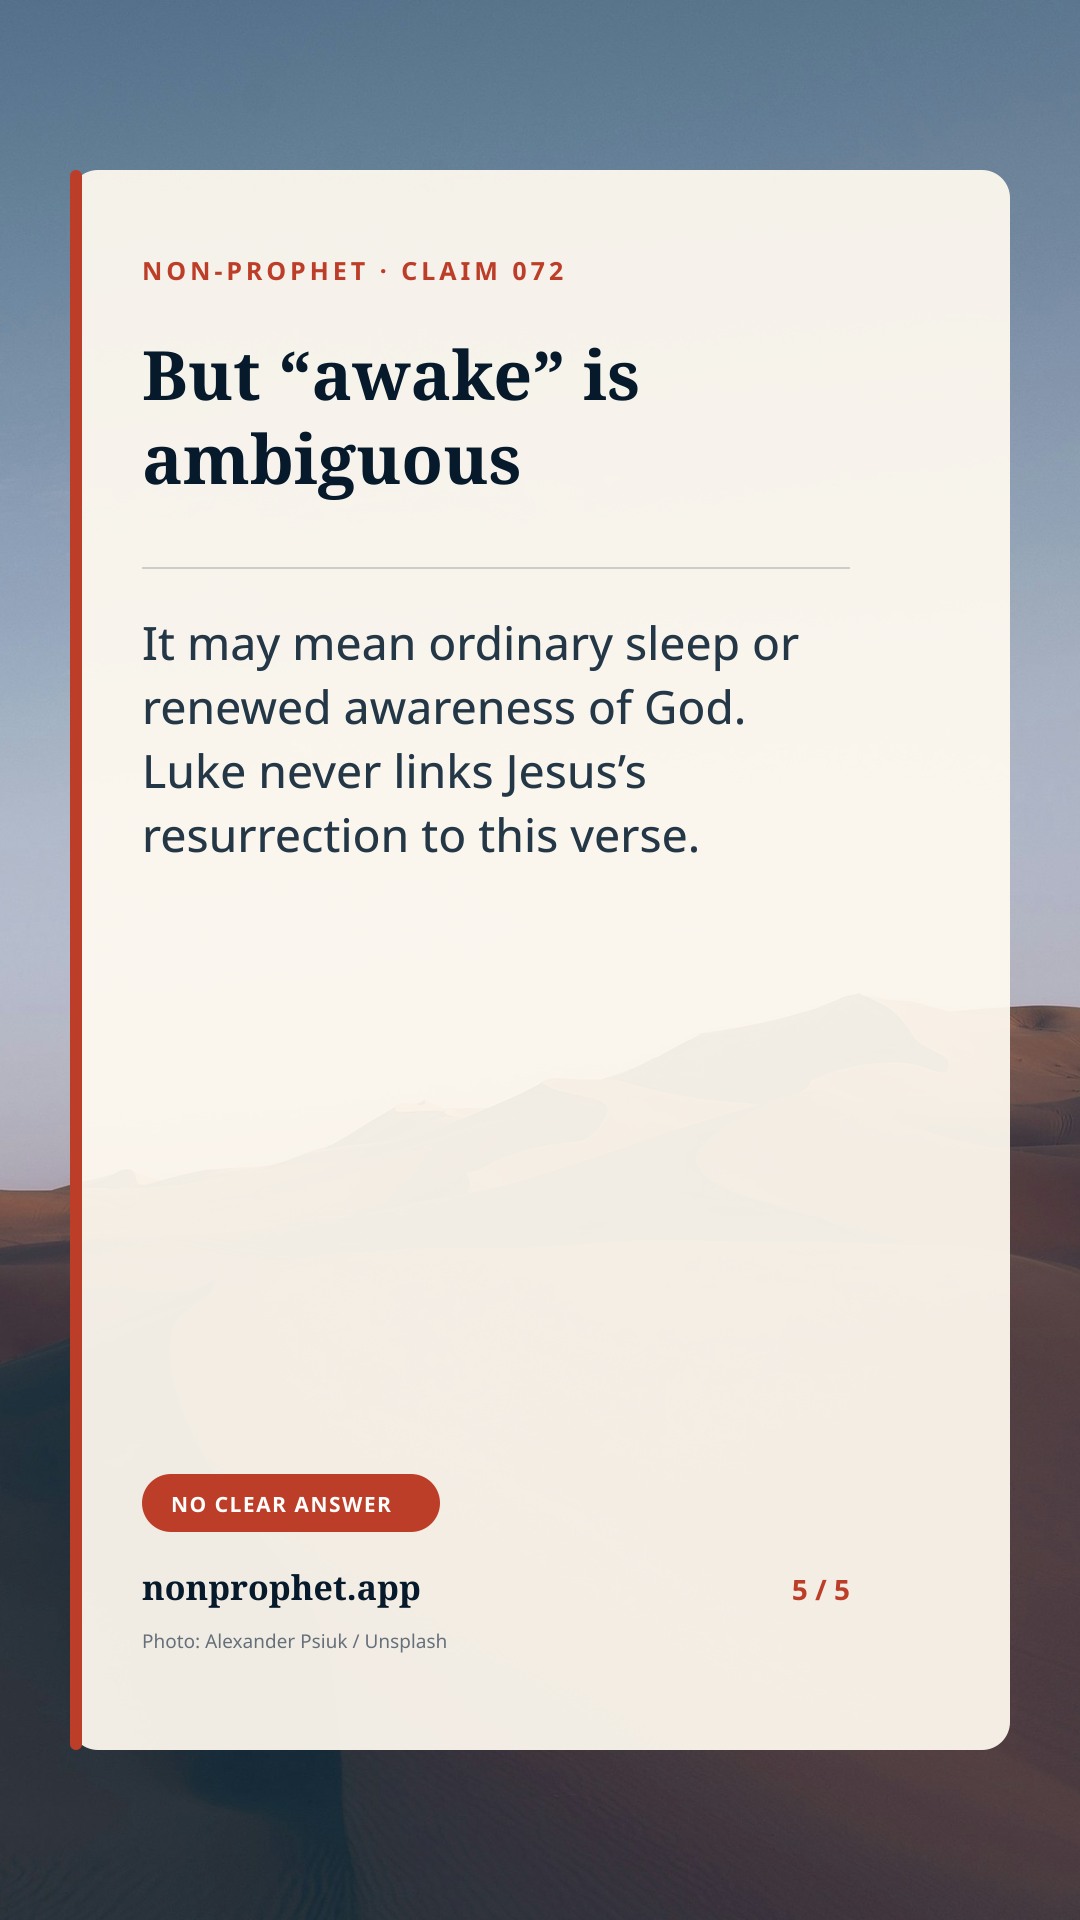 NON-PROPHET · CLAIM 072
But “awake” is
ambiguous
It may mean ordinary sleep or
renewed awareness of God.
Luke never links Jesus’s
resurrection to this verse.
NO CLEAR ANSWER
nonprophet.app
5 / 5
Photo: Alexander Psiuk / Unsplash